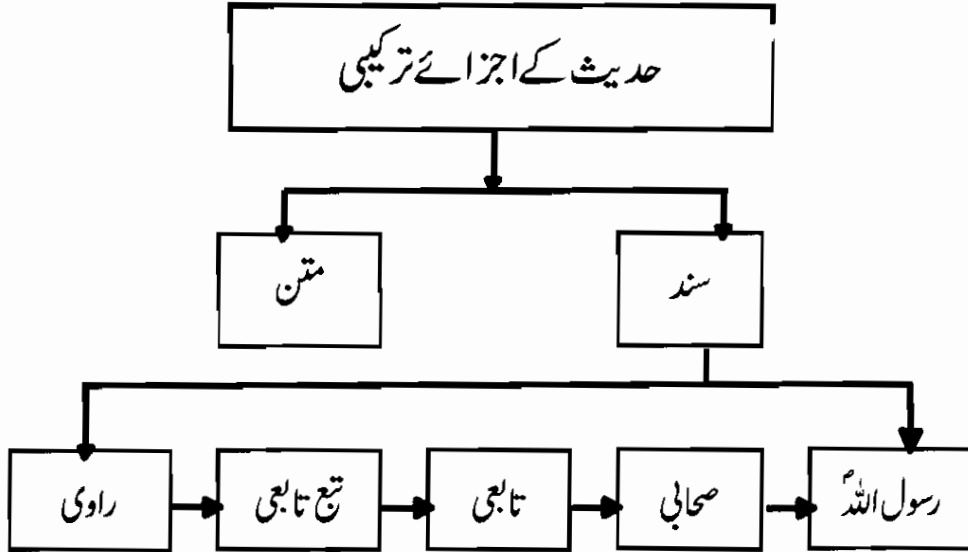 حدیث کے اجزائے ترکیبی
سند
متن
رسول اللہؐ
صحابی
تابعی
تبع تابعی
راوی